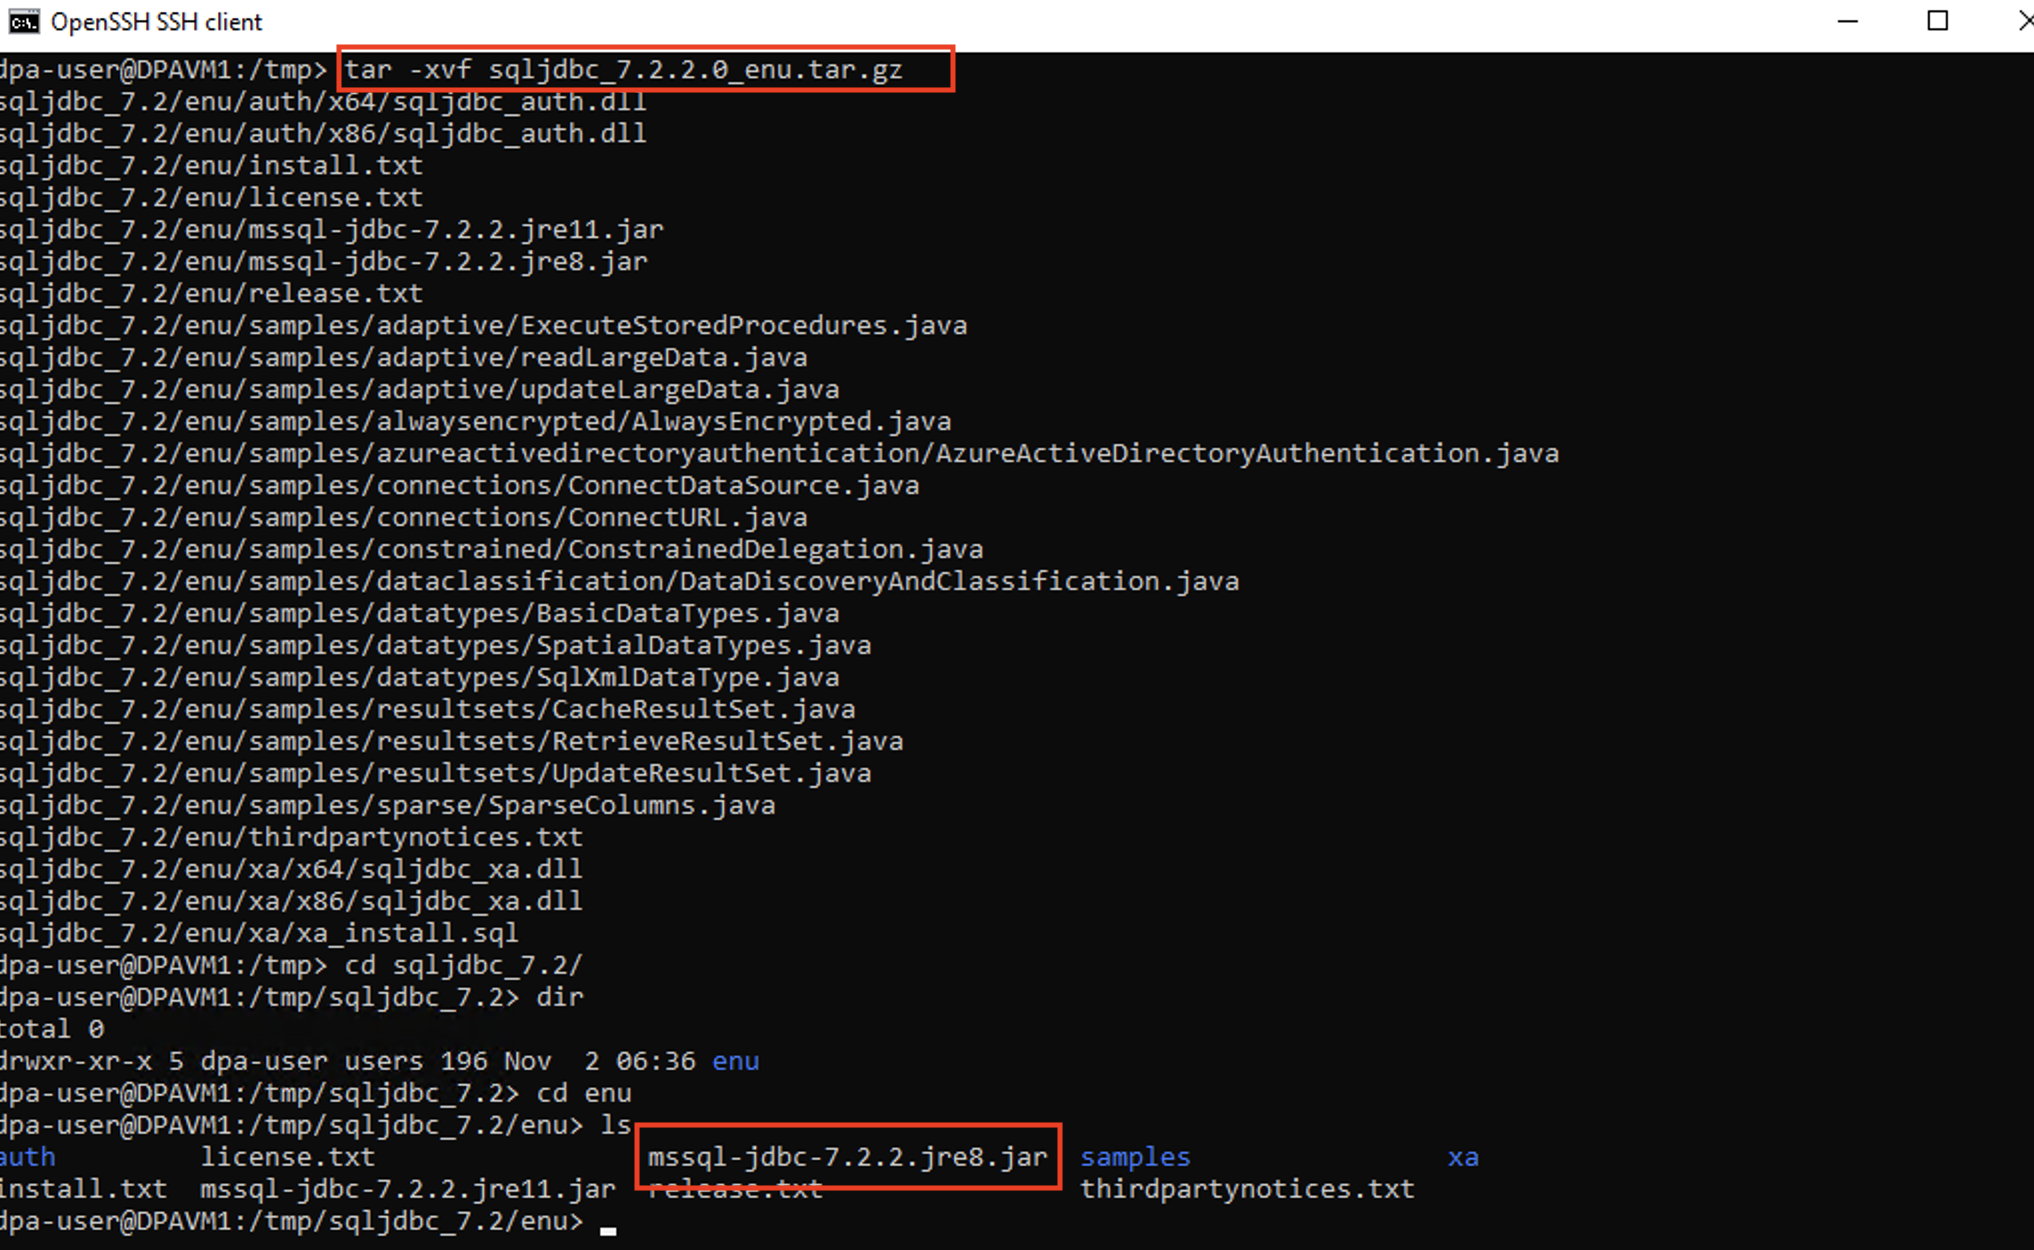 OpenSSH SSH client
dpa-user@DPAVM1:/tmp> tar -xvf sqljdbc_7.2.2.0_enu.tar.gz
sqljdbc_7.2/enu/auth/x64/sqljdbc_auth.dll
sqljdbc_7.2/enu/auth/x86/sqljdbc_auth.dll
sqljdbc_7.2/enu/install.txt
sqljdbc_7.2/enu/license.txt
sqljdbc_7.2/enu/mssql-jdbc-7.2.2.jre11.jar
sqljdbc_7.2/enu/mssql-jdbc-7.2.2.jre8.jar
sqljdbc_7.2/enu/release.txt
sqljdbc_7.2/enu/samples/adaptive/ExecuteStoredProcedures.java
sqljdbc_7.2/enu/samples/adaptive/readLargeData.java
sqljdbc_7.2/enu/samples/adaptive/updateLargeData.java
sqljdbc_7.2/enu/samples/alwaysencrypted/AlwaysEncrypted.java
sqljdbc_7.2/enu/samples/azureactivedirectoryauthentication/AzureActiveDirectoryAuthentication.java
sqljdbc_7.2/enu/samples/connections/ConnectDataSource.java
sqljdbc_7.2/enu/samples/connections/ConnectURL.java
sqljdbc_7.2/enu/samples/constrained/ConstrainedDelegation.java
sqljdbc_7.2/enu/samples/dataclassification/DataDiscoveryAndClassification.java
sqljdbc_7.2/enu/samples/datatypes/BasicDataTypes.java
sqljdbc_7.2/enu/samples/datatypes/SpatialDataTypes.java
sqljdbc_7.2/enu/samples/datatypes/SqlXmlDataType.java
sqljdbc_7.2/enu/samples/resultsets/CacheResultSet.java
sqljdbc_7.2/enu/samples/resultsets/RetrieveResultSet.java
sqljdbc_7.2/enu/samples/resultsets/UpdateResultSet.java
sqljdbc_7.2/enu/samples/sparse/SparseColumns.java
sqljdbc_7.2/enu/thirdpartynotices.txt
sqljdbc_7.2/enu/xa/x64/sqljdbc_xa.dll
sqljdbc_7.2/enu/xa/x86/sqljdbc_xa.dll
sqljdbc_7.2/enu/xa/xa_install.sql
dpa-user@DPAVM1:/tmp> cd sqljdbc_7.2/
dpa-user@DPAVM1:/tmp/sqljdbc_7.2> dir
total 0
drwxr-xr-x 5 dpa-user users 196 Nov  2 06:36 enu
dpa-user@DPAVM1:/tmp/sqljdbc_7.2> cd enu
dpa-user@DPAVM1:/tmp/sqljdbc_7.2/enu> ls
auth         license.txt                 mssql-jdbc-7.2.2.jre8.jar  samples                xa
install.txt  mssql-jdbc-7.2.2.jre11.jar  release.txt                thirdpartynotices.txt
dpa-user@DPAVM1:/tmp/sqljdbc_7.2/enu>